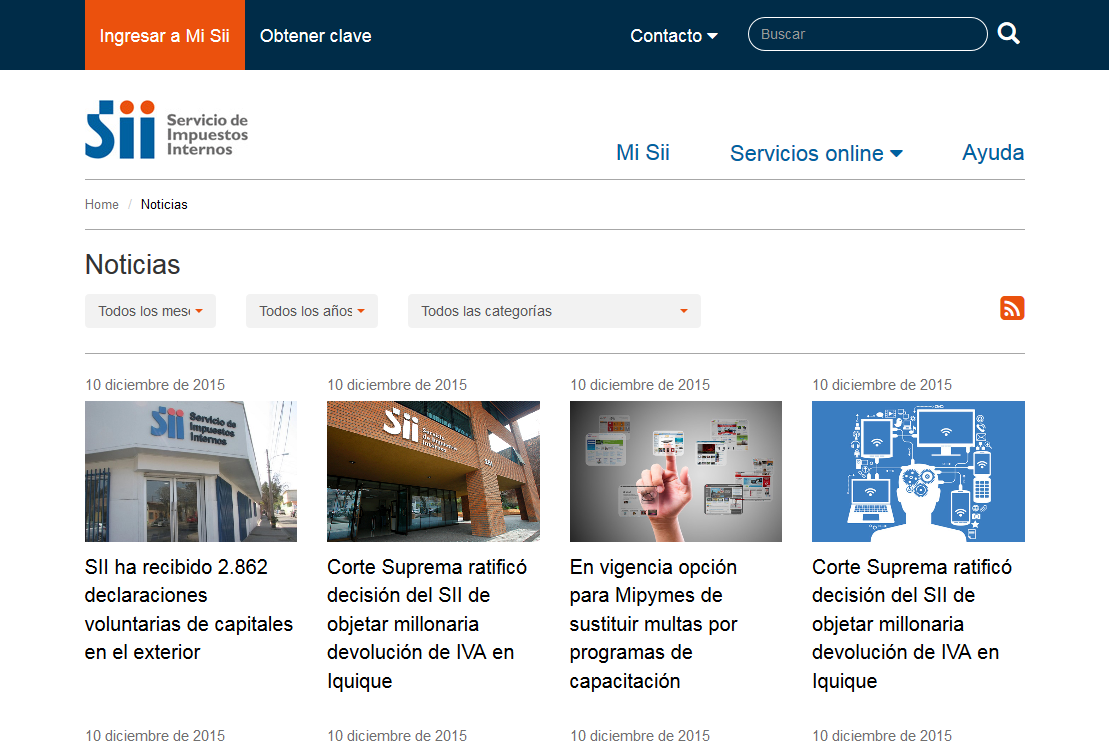 Ingresar a Mi Sii
Obtener clave
Contacto
Buscar
Sii
Servicio de
Impuestos
Internos
Mi Sii
Servicios online
Ayuda
Home / Noticias
Noticias
Todos los mese
Todos los años
Todas las categorías
10 diciembre de 2015
10 diciembre de 2015
10 diciembre de 2015
10 diciembre de 2015
Sii
Servicio de
Impuestos
Internos
Sii
Servicio
de Impuestos
Internos
SII ha recibido 2.862
declaraciones
voluntarias de capitales
en el exterior
Corte Suprema ratificó
decisión del SII de
objetar millonaria
devolución de IVA en
Iquique
En vigencia opción
para Mipymes de
sustituir multas por
programas de
capacitación
Corte Suprema ratificó
decisión del SII de
objetar millonaria
devolución de IVA en
Iquique
10 diciembre de 2015
10 diciembre de 2015
10 diciembre de 2015
10 diciembre de 2015